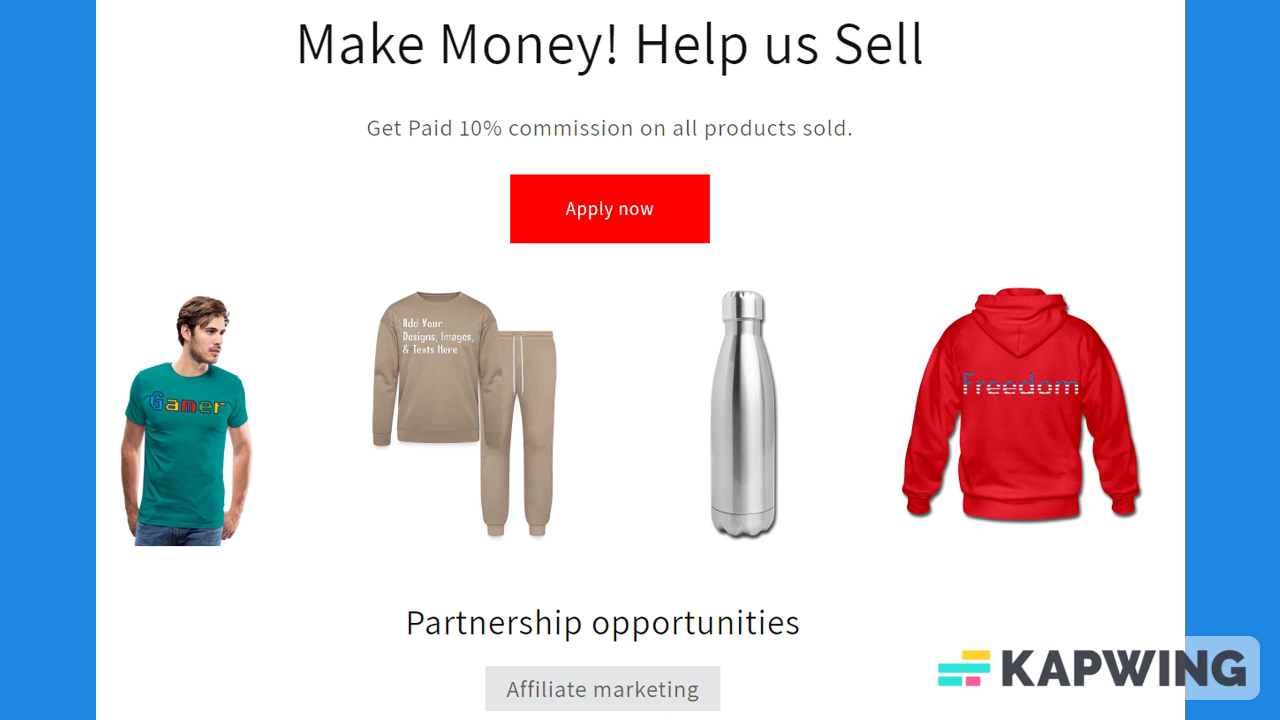 Make Money! Help us Sell
Get Paid 10% commission on all products sold.
Apply now
Gamer
Add Your
Designs, Images,
& Texts Here
Freedom
Partnership opportunities
Affiliate marketing
KAPWING